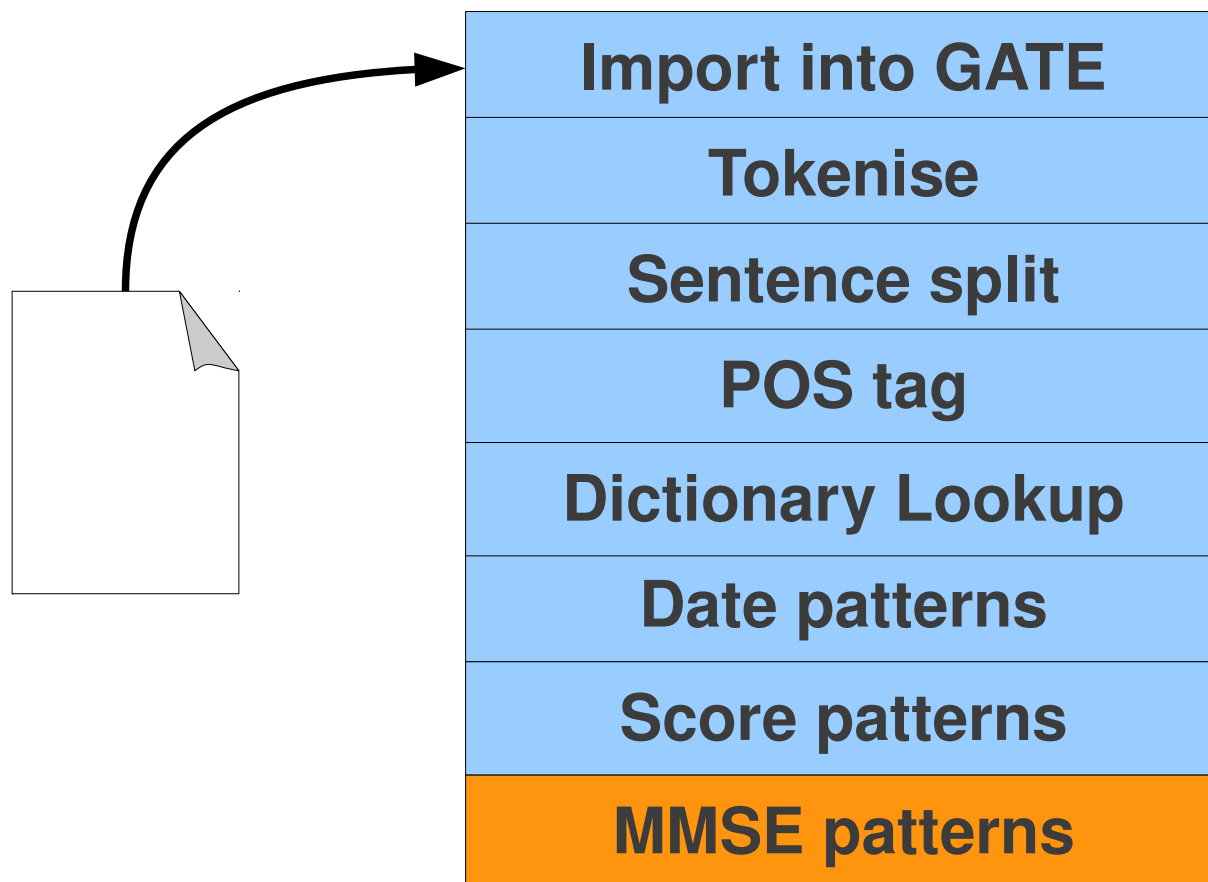 Import into GATE
Tokenise
Sentence split
POS tag
Dictionary Lookup
Date patterns
Score patterns
MMSE patterns